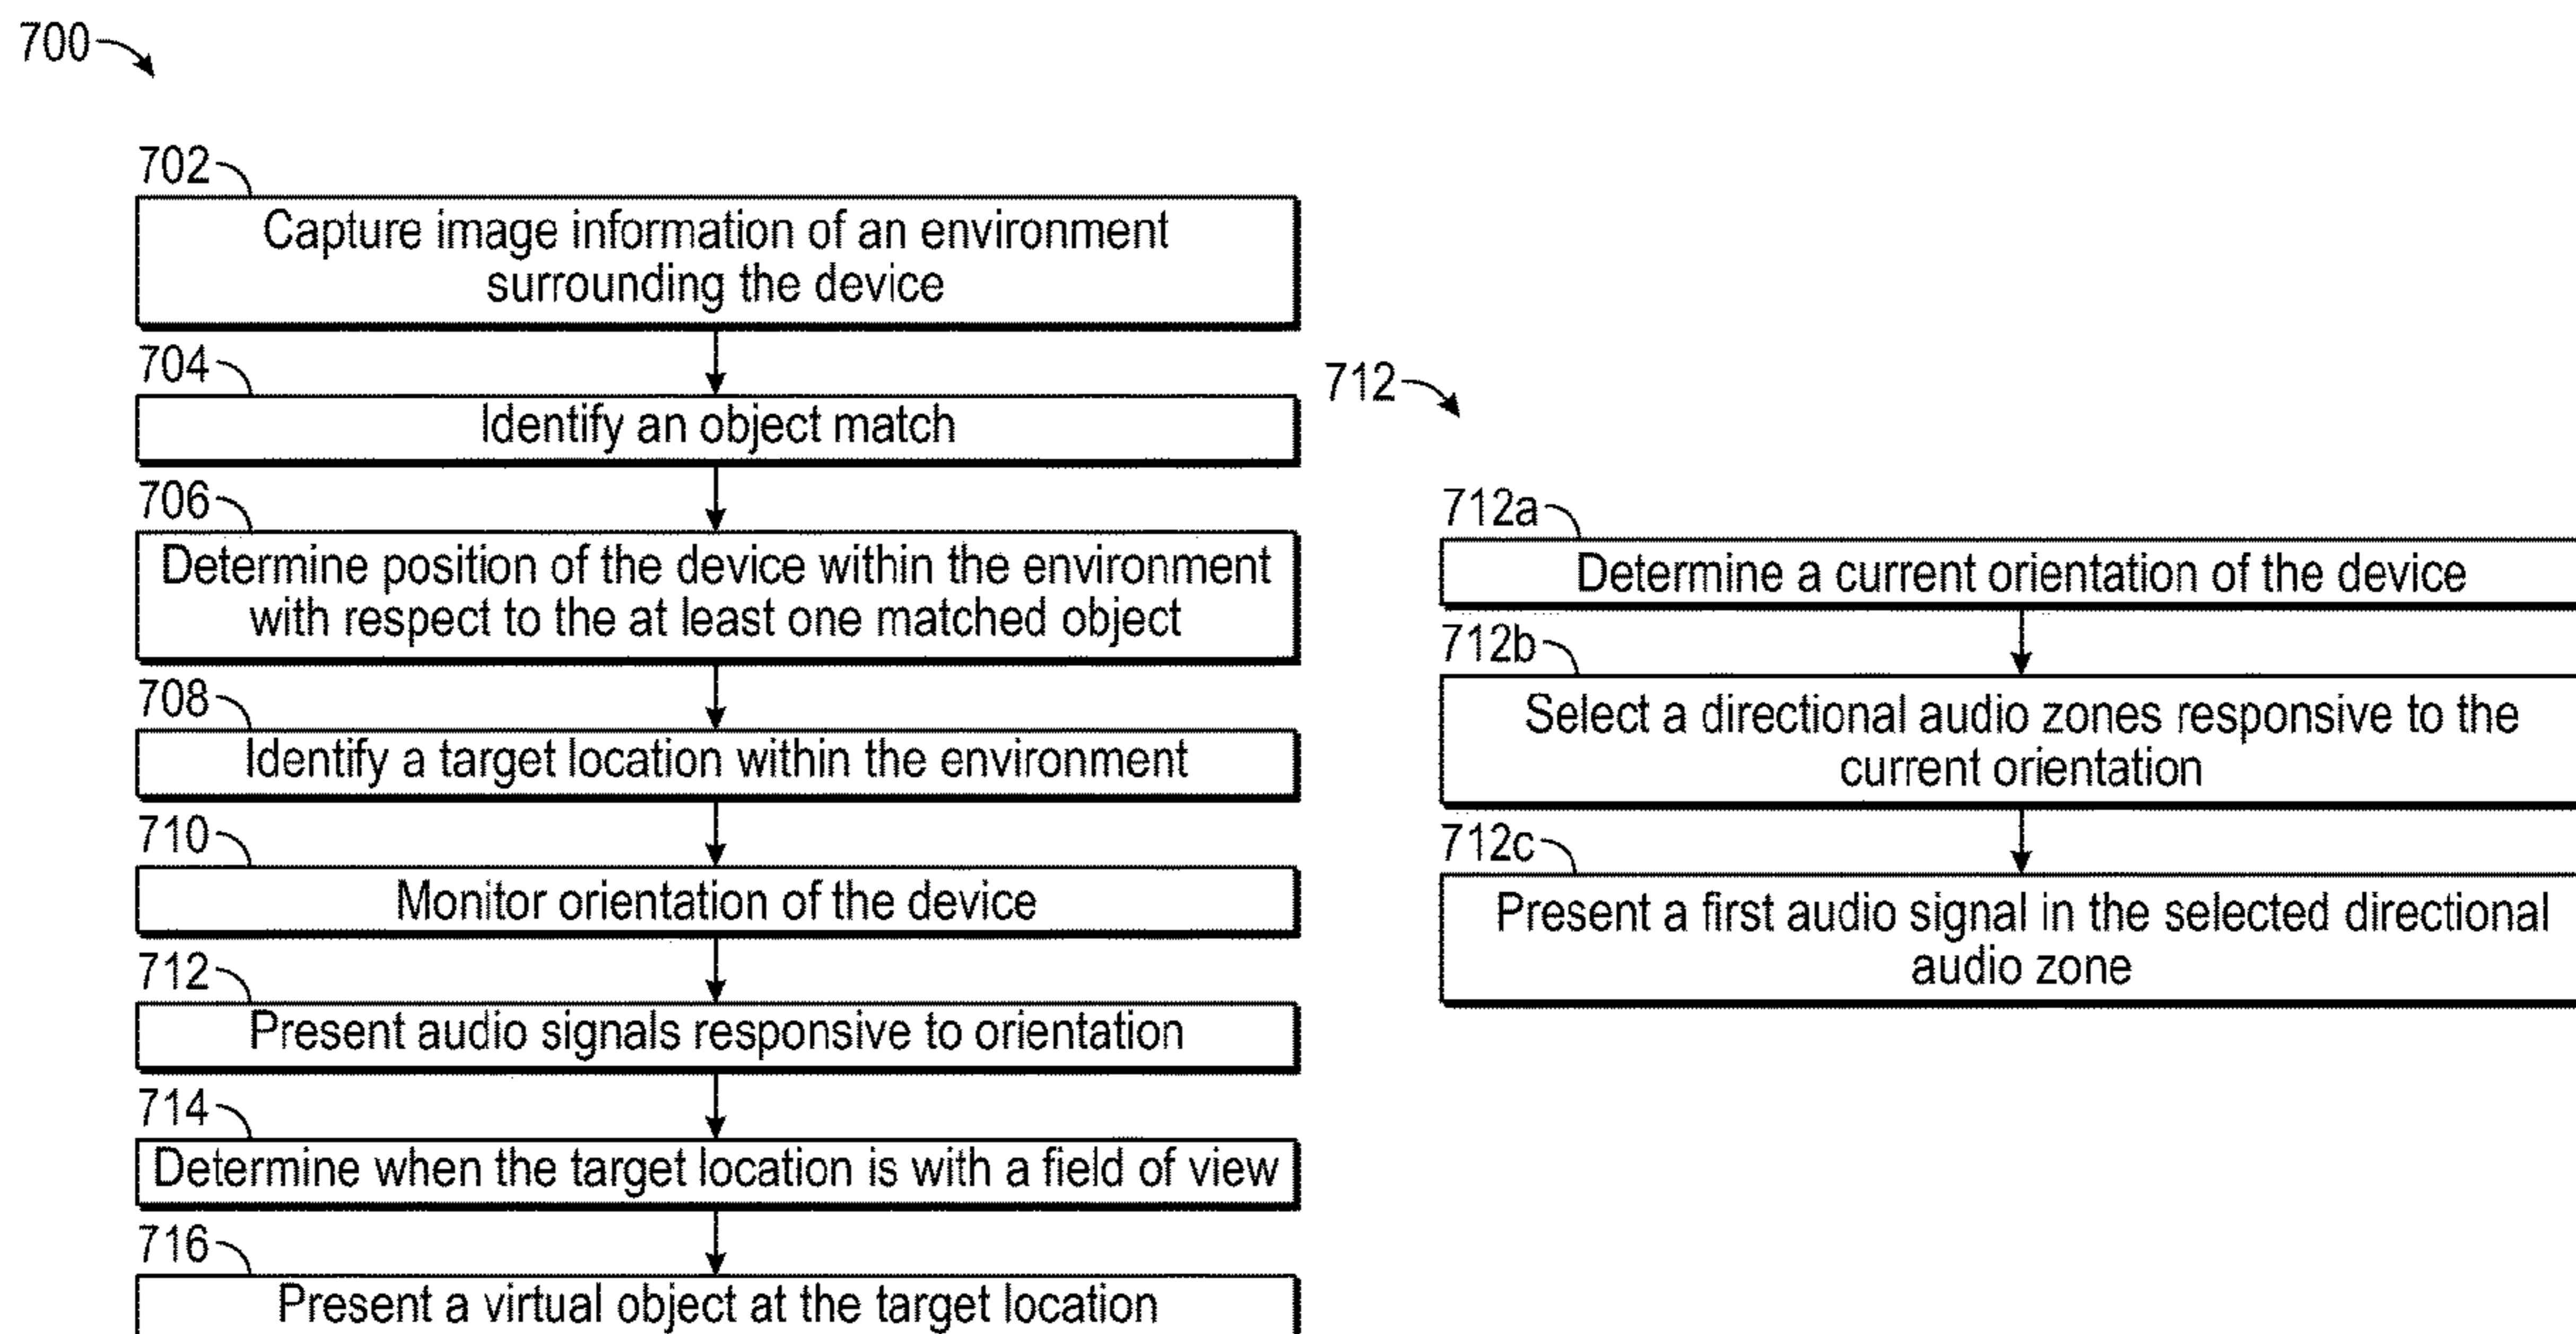 700
702
Capture image information of an environment
surrounding the device
704
Identify an object match
706
Determine position of the device within the environment
with respect to the at least one matched object
708
Identify a target location within the environment
710
Monitor orientation of the device
712
Present audio signals responsive to orientation
714
Determine when the target location is with a field of view
716
Present a virtual object at the target location
712
712a
Determine a current orientation of the device
712b
Select a directional audio zones responsive to the
current orientation
712c
Present a first audio signal in the selected directional
audio zone